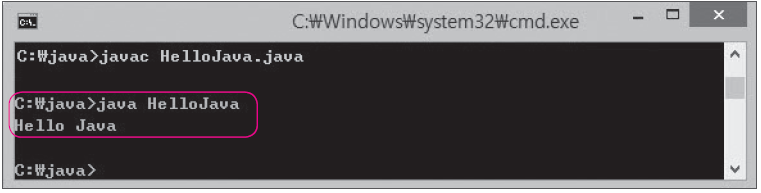 C:\. C:₩Windows₩system32₩cmd.exe
C:₩java>javac HelloJava.java
C:₩java>java HelloJava
Hello Java
C:₩java>